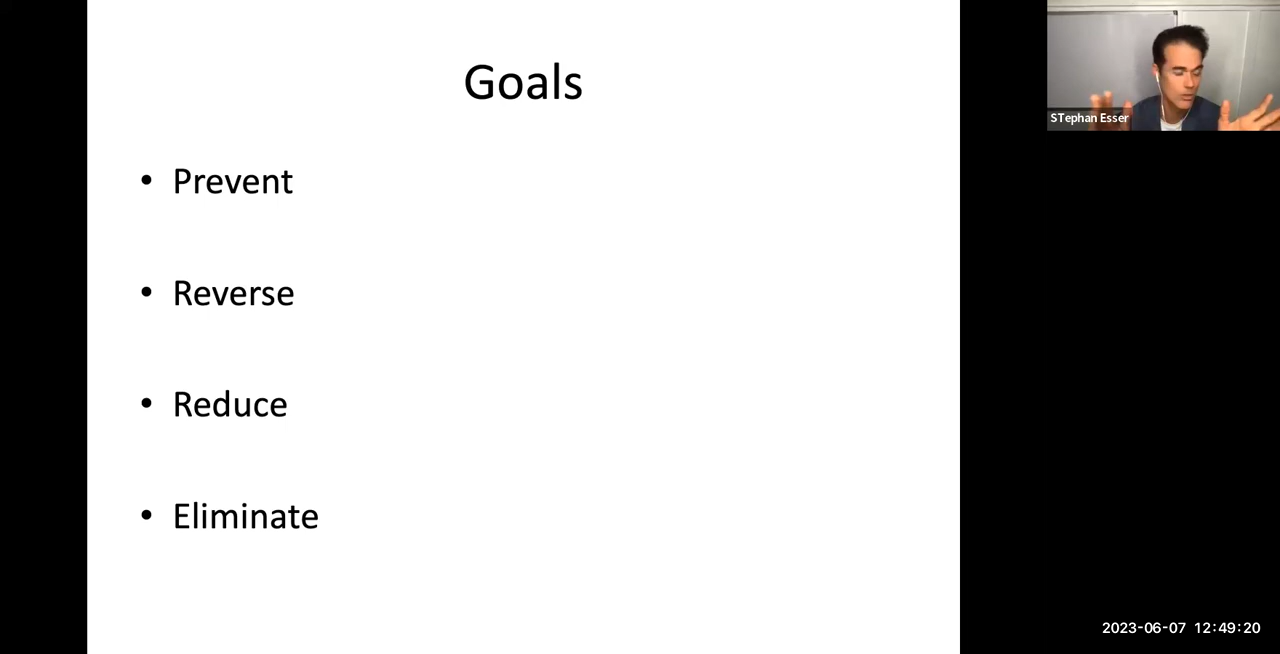 Goals
• Prevent
• Reverse
• Reduce
• Eliminate
STephan Esser
2023-06-07 12:49:20